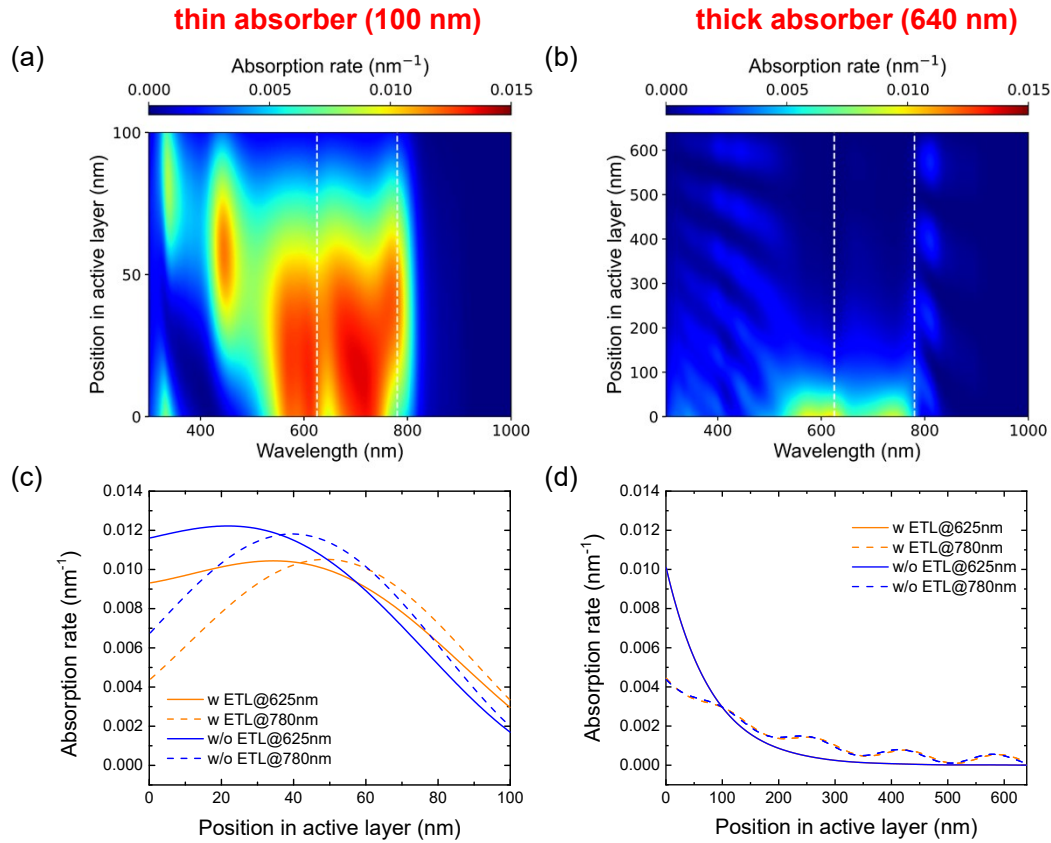 thin absorber (100 nm)
thick absorber (640 nm)
(a)
Absorption rate (nm⁻¹)
0.000 0.005 0.010 0.015
Position in active layer (nm)
100
50
0
400 600 800 1000
Wavelength (nm)
(b)
Absorption rate (nm⁻¹)
0.000 0.005 0.010 0.015
Position in active layer (nm)
600
500
400
300
200
100
0
400 600 800 1000
Wavelength (nm)
(c)
Absorption rate (nm⁻¹)
0.014
0.012
0.010
0.008
0.006
0.004
0.002
0.000
w ETL@625nm
w ETL@780nm
w/o ETL@625nm
w/o ETL@780nm
0 20 40 60 80 100
Position in active layer (nm)
(d)
Absorption rate (nm⁻¹)
0.014
0.012
0.010
0.008
0.006
0.004
0.002
0.000
w ETL@625nm
w ETL@780nm
w/o ETL@625nm
w/o ETL@780nm
0 100 200 300 400 500 600
Position in active layer (nm)